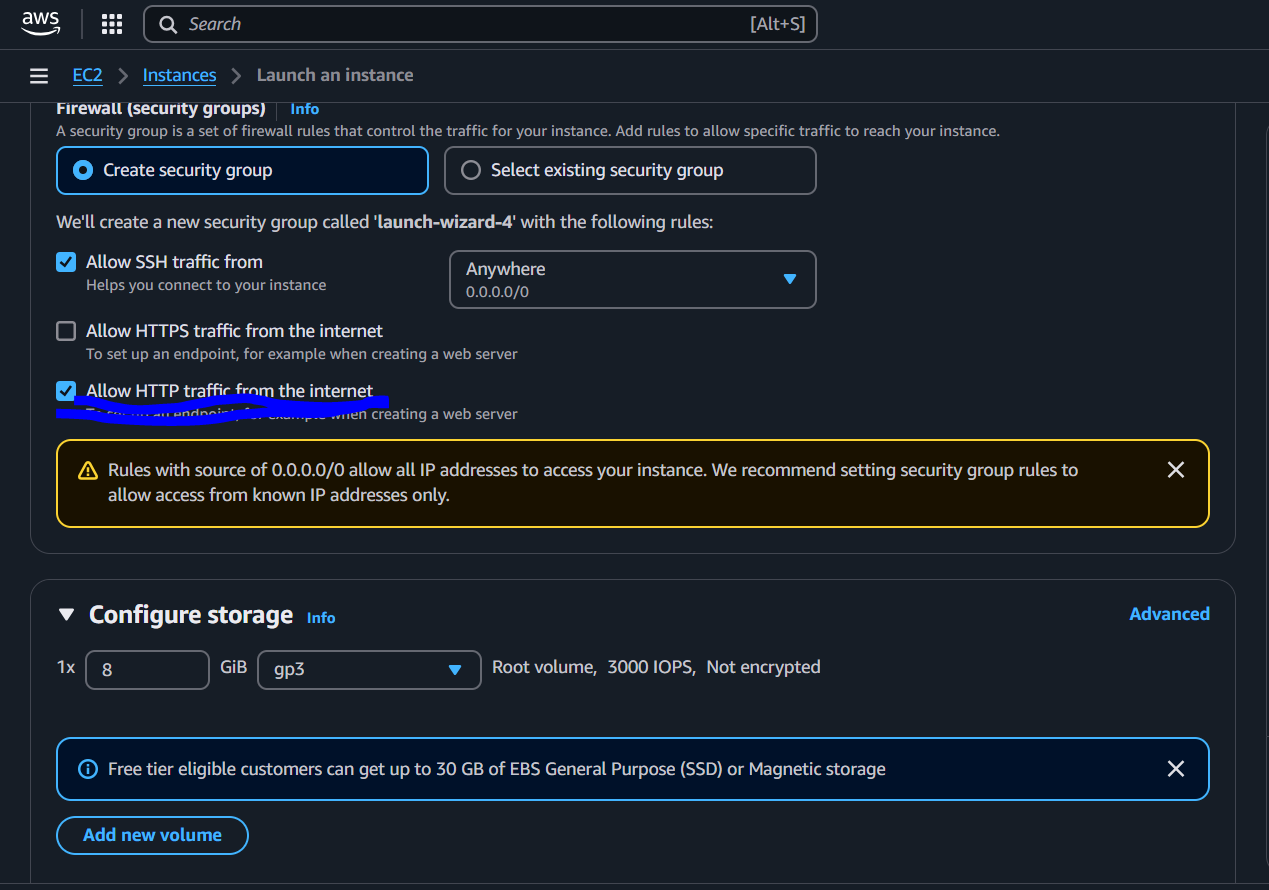 aws
Search [Alt+S]
EC2 Instances Launch an instance
Firewall (security groups) Info
A security group is a set of firewall rules that control the traffic for your instance. Add rules to allow specific traffic to reach your instance.
Create security group Select existing security group
We'll create a new security group called 'launch-wizard-4' with the following rules:
Allow SSH traffic from
Helps you connect to your instance
Anywhere
0.0.0.0/0
Allow HTTPS traffic from the internet
To set up an endpoint, for example when creating a web server
Allow HTTP traffic from the internet
To set up an endpoint, for example when creating a web server
Rules with source of 0.0.0.0/0 allow all IP addresses to access your instance. We recommend setting security group rules to
allow access from known IP addresses only.
Configure storage Info Advanced
1x 8 GiB gp3 Root volume, 3000 IOPS, Not encrypted
Free tier eligible customers can get up to 30 GB of EBS General Purpose (SSD) or Magnetic storage
Add new volume